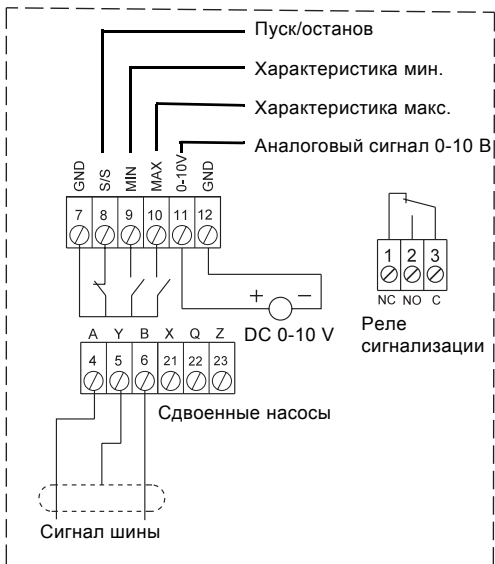 Пуск/останов
Характеристика мин.
Характеристика макс.
Аналоговый сигнал 0-10 В
GND S/S MIN MAX 0-10V GND
7 8 9 10 11 12
1 2 3
NC NO C
+ −
DC 0-10 V
Реле
сигнализации
A Y B X Q Z
4 5 6 21 22 23
Сдвоенные насосы
Сигнал шины